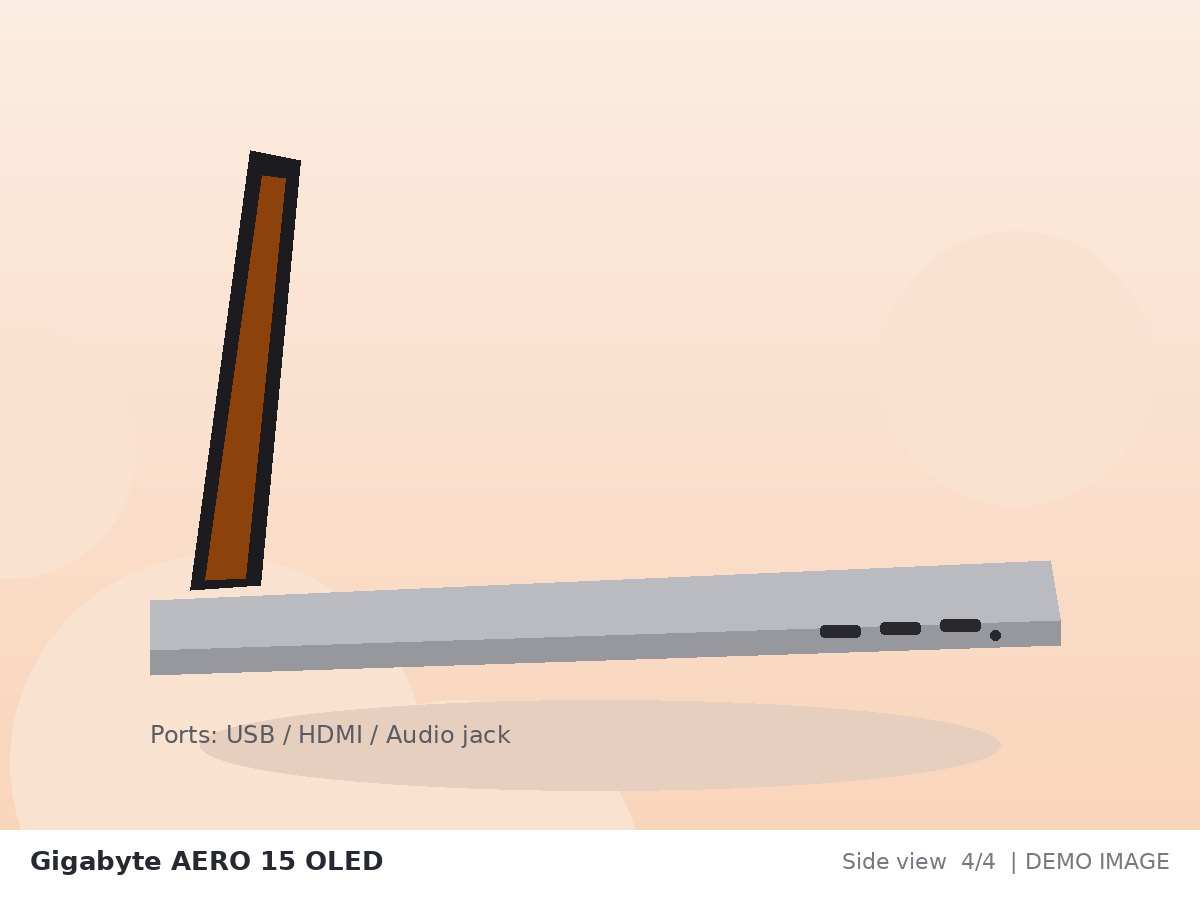 Ports: USB / HDMI / Audio jack
Gigabyte AERO 15 OLED
Side view  4/4  | DEMO IMAGE